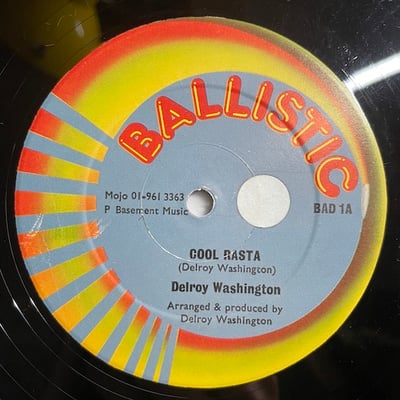 BALLISTIC
Mojo 01-961 3363
P Basement Music
BAD 1A
COOL RASTA
(Delroy Washington)
Delroy Washington
Arranged & produced by
Delroy Washington